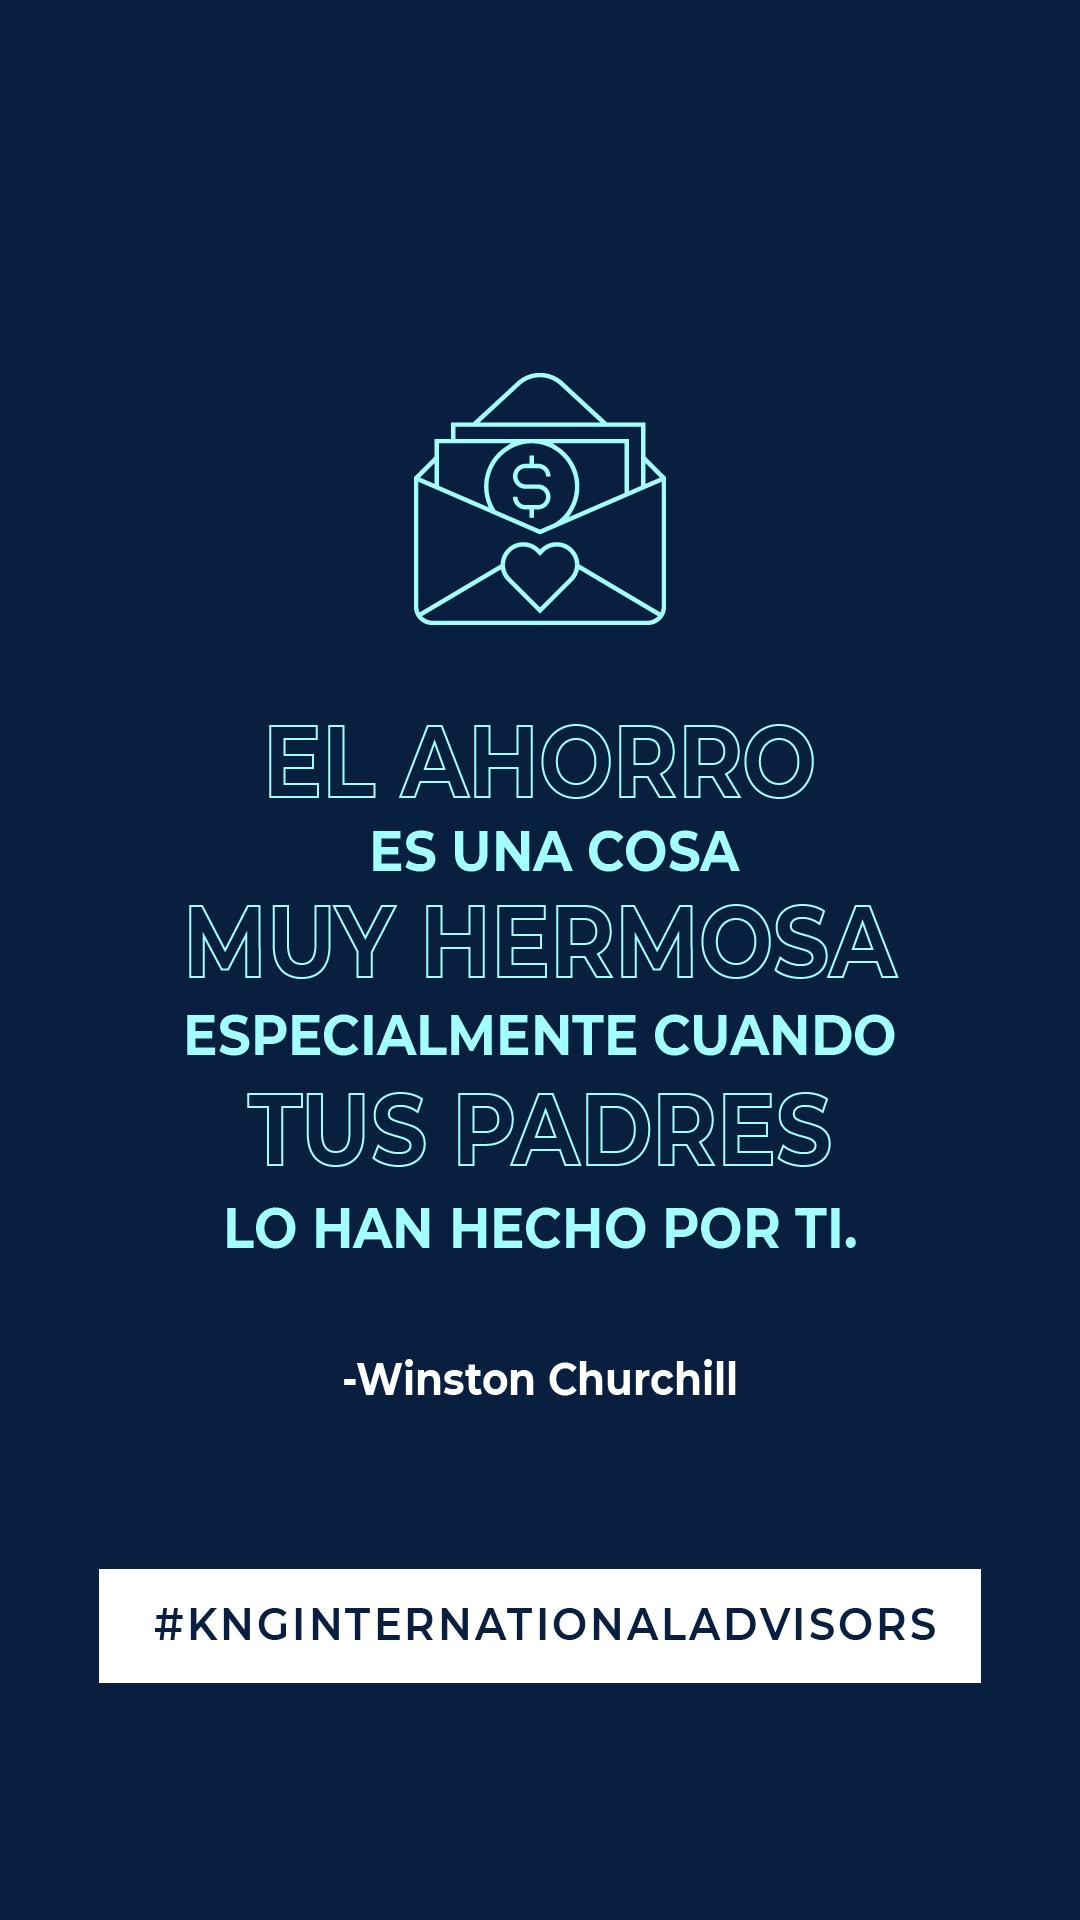 $
EL AHORRO
ES UNA COSA
MUY HERMOSA
ESPECIALMENTE CUANDO
TUS PADRES
LO HAN HECHO POR TI.
-Winston Churchill
#KNGINTERNATIONALADVISORS